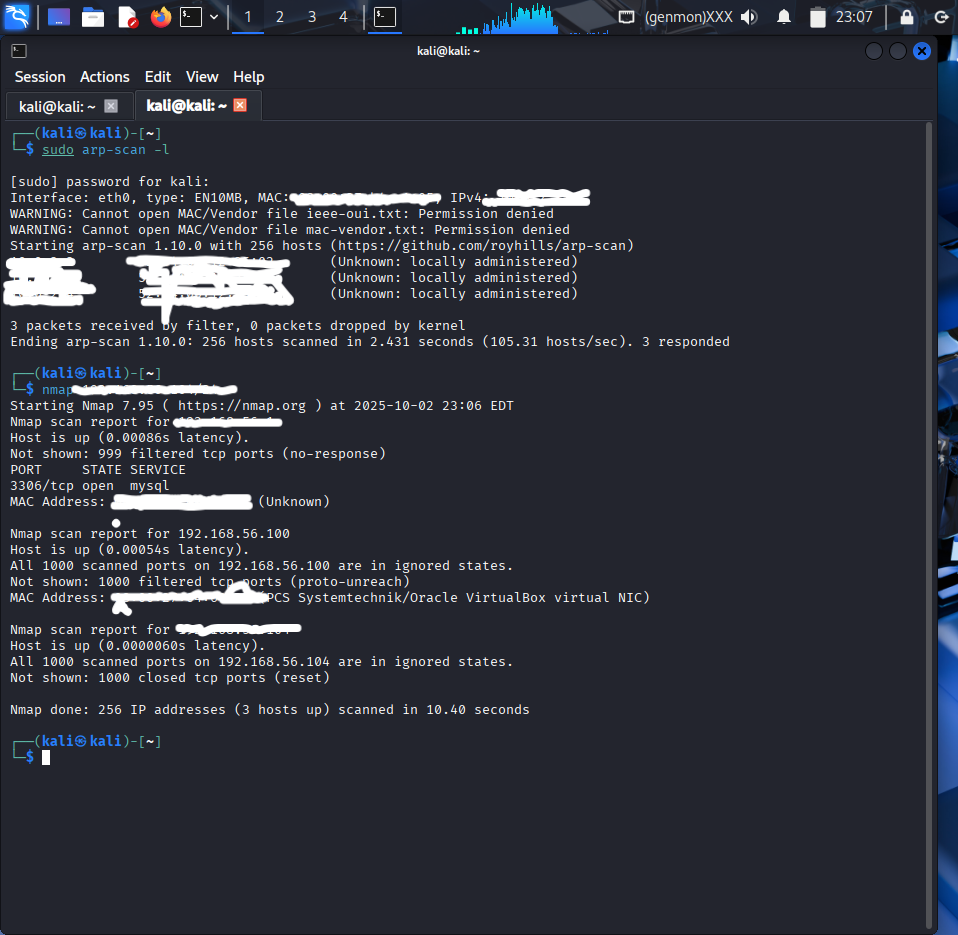 1 2 3 4 (genmon)XXX 23:07
kali@kali: ~
Session Actions Edit View Help
kali@kali: ~ kali@kali: ~
┌──(kali㉿kali)-[~]
└─$ sudo arp-scan -l
[sudo] password for kali:
Interface: eth0, type: EN10MB, MAC: IPv4:
WARNING: Cannot open MAC/Vendor file ieee-oui.txt: Permission denied
WARNING: Cannot open MAC/Vendor file mac-vendor.txt: Permission denied
Starting arp-scan 1.10.0 with 256 hosts (https://github.com/royhills/arp-scan)
(Unknown: locally administered)
(Unknown: locally administered)
(Unknown: locally administered)
3 packets received by filter, 0 packets dropped by kernel
Ending arp-scan 1.10.0: 256 hosts scanned in 2.431 seconds (105.31 hosts/sec). 3 responded
┌──(kali㉿kali)-[~]
└─$ nmap
Starting Nmap 7.95 ( https://nmap.org ) at 2025-10-02 23:06 EDT
Nmap scan report for
Host is up (0.00086s latency).
Not shown: 999 filtered tcp ports (no-response)
PORT STATE SERVICE
3306/tcp open mysql
MAC Address: (Unknown)
Nmap scan report for 192.168.56.100
Host is up (0.00054s latency).
All 1000 scanned ports on 192.168.56.100 are in ignored states.
Not shown: 1000 filtered tcp ports (proto-unreach)
MAC Address: (PCS Systemtechnik/Oracle VirtualBox virtual NIC)
Nmap scan report for
Host is up (0.0000060s latency).
All 1000 scanned ports on 192.168.56.104 are in ignored states.
Not shown: 1000 closed tcp ports (reset)
Nmap done: 256 IP addresses (3 hosts up) scanned in 10.40 seconds
┌──(kali㉿kali)-[~]
└─$